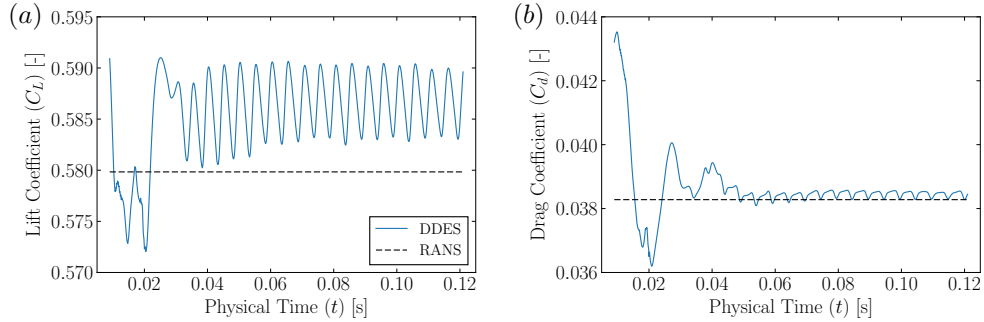 (a)
0.595
0.590
0.585
0.580
0.575
0.570
Lift Coefficient (C_L) [-]
0.02 0.04 0.06 0.08 0.10 0.12
Physical Time (t) [s]
DDES
RANS
(b)
0.044
0.042
0.040
0.038
0.036
Drag Coefficient (C_d) [-]
0.02 0.04 0.06 0.08 0.10 0.12
Physical Time (t) [s]